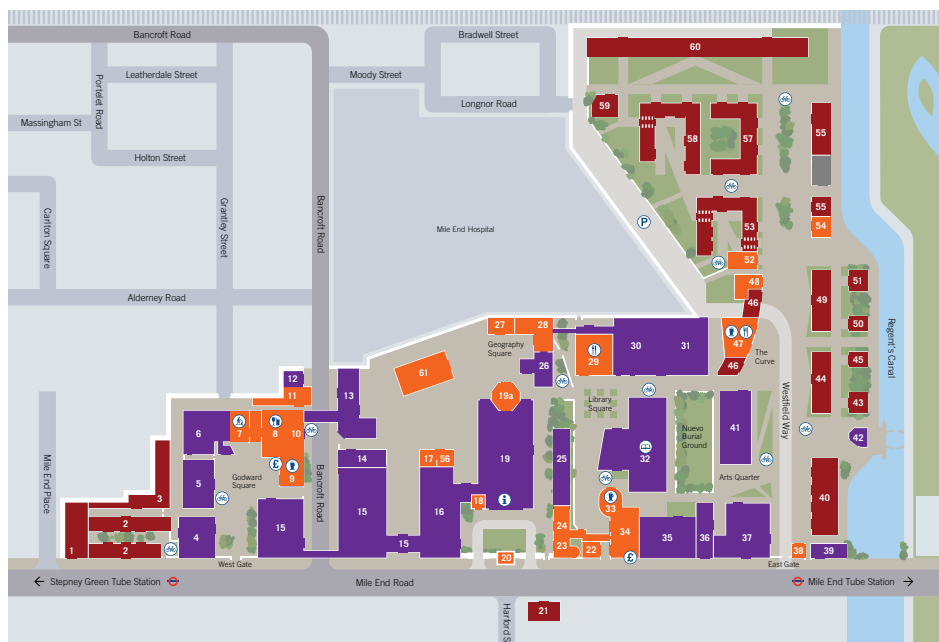 Bancroft Road
Bradwell Street
60
Portelet Road
Leatherdale Street
Moody Street
Longnor Road
59
Massingham St
58
57
55
Holton Street
Carlton Square
Grantley Street
Bancroft Road
55
P
53
54
Mile End Hospital
52
48
51
49
46
Alderney Road
27
28
47
50
Regent's Canal
Geography
Square
30
31
The
Curve
26
29
46
45
61
44
12
13
11
19a
Library
Square
43
Westfield Way
6
7
8
10
Nuevo
Burial
Ground
41
42
14
17
56
19
25
32
£
9
Godward
Square
5
Arts Quarter
Mile End Place
3
Bancroft Road
15
16
18
i
33
40
2
4
15
15
24
34
35
36
37
1
2
23
22
20
£
38
39
West Gate
East Gate
← Stepney Green Tube Station
Mile End Road
Mile End Tube Station →
Harford S
21